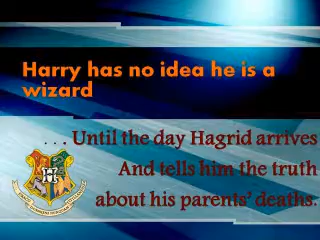 Harry has no idea he is a
wizard
. . . Until the day Hagrid arrives
And tells him the truth
about his parents' deaths.